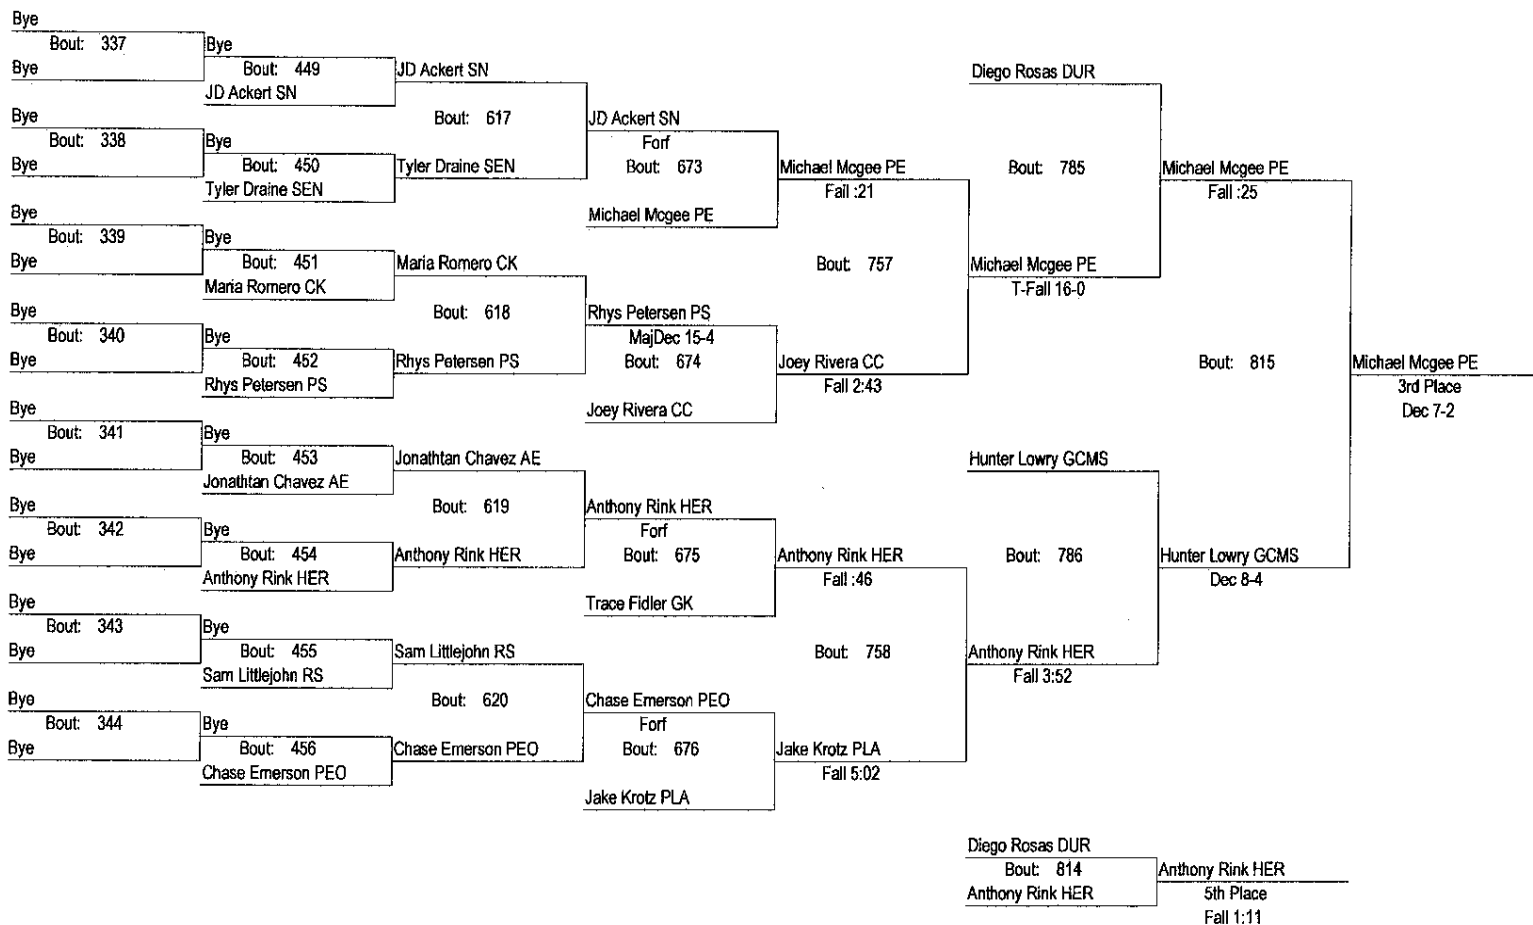 Bye
Bout: 337
Bye
Bye
Bout: 449
JD Ackert SN
JD Ackert SN
Bye
Bout: 338
Bye
Bye
Bout: 450
Tyler Draine SEN
Tyler Draine SEN
Bout: 617
JD Ackert SN
Forf
Bout: 673
Michael Mcgee PE
Michael Mcgee PE
Fall :21
Bye
Bout: 339
Bye
Bye
Bout: 451
Maria Romero CK
Maria Romero CK
Bye
Bout: 340
Bye
Bye
Bout: 452
Rhys Petersen PS
Rhys Petersen PS
Bout: 618
Rhys Petersen PS
MajDec 15-4
Bout: 674
Joey Rivera CC
Joey Rivera CC
Fall 2:43
Bout: 757
Michael Mcgee PE
T-Fall 16-0
Diego Rosas DUR
Bout: 785
Michael Mcgee PE
Fall :25
Bye
Bout: 341
Bye
Bye
Bout: 453
Jonathtan Chavez AE
Jonathtan Chavez AE
Bye
Bout: 342
Bye
Bye
Bout: 454
Anthony Rink HER
Anthony Rink HER
Bout: 619
Anthony Rink HER
Forf
Bout: 675
Trace Fidler GK
Anthony Rink HER
Fall :46
Bye
Bout: 343
Bye
Bye
Bout: 455
Sam Littlejohn RS
Sam Littlejohn RS
Bye
Bout: 344
Bye
Bye
Bout: 456
Chase Emerson PEO
Chase Emerson PEO
Bout: 620
Chase Emerson PEO
Forf
Bout: 676
Jake Krotz PLA
Jake Krotz PLA
Fall 5:02
Bout: 758
Anthony Rink HER
Fall 3:52
Hunter Lowry GCMS
Bout: 786
Hunter Lowry GCMS
Dec 8-4
Bout: 815
Michael Mcgee PE
3rd Place
Dec 7-2
Diego Rosas DUR
Bout: 814
Anthony Rink HER
Anthony Rink HER
5th Place
Fall 1:11